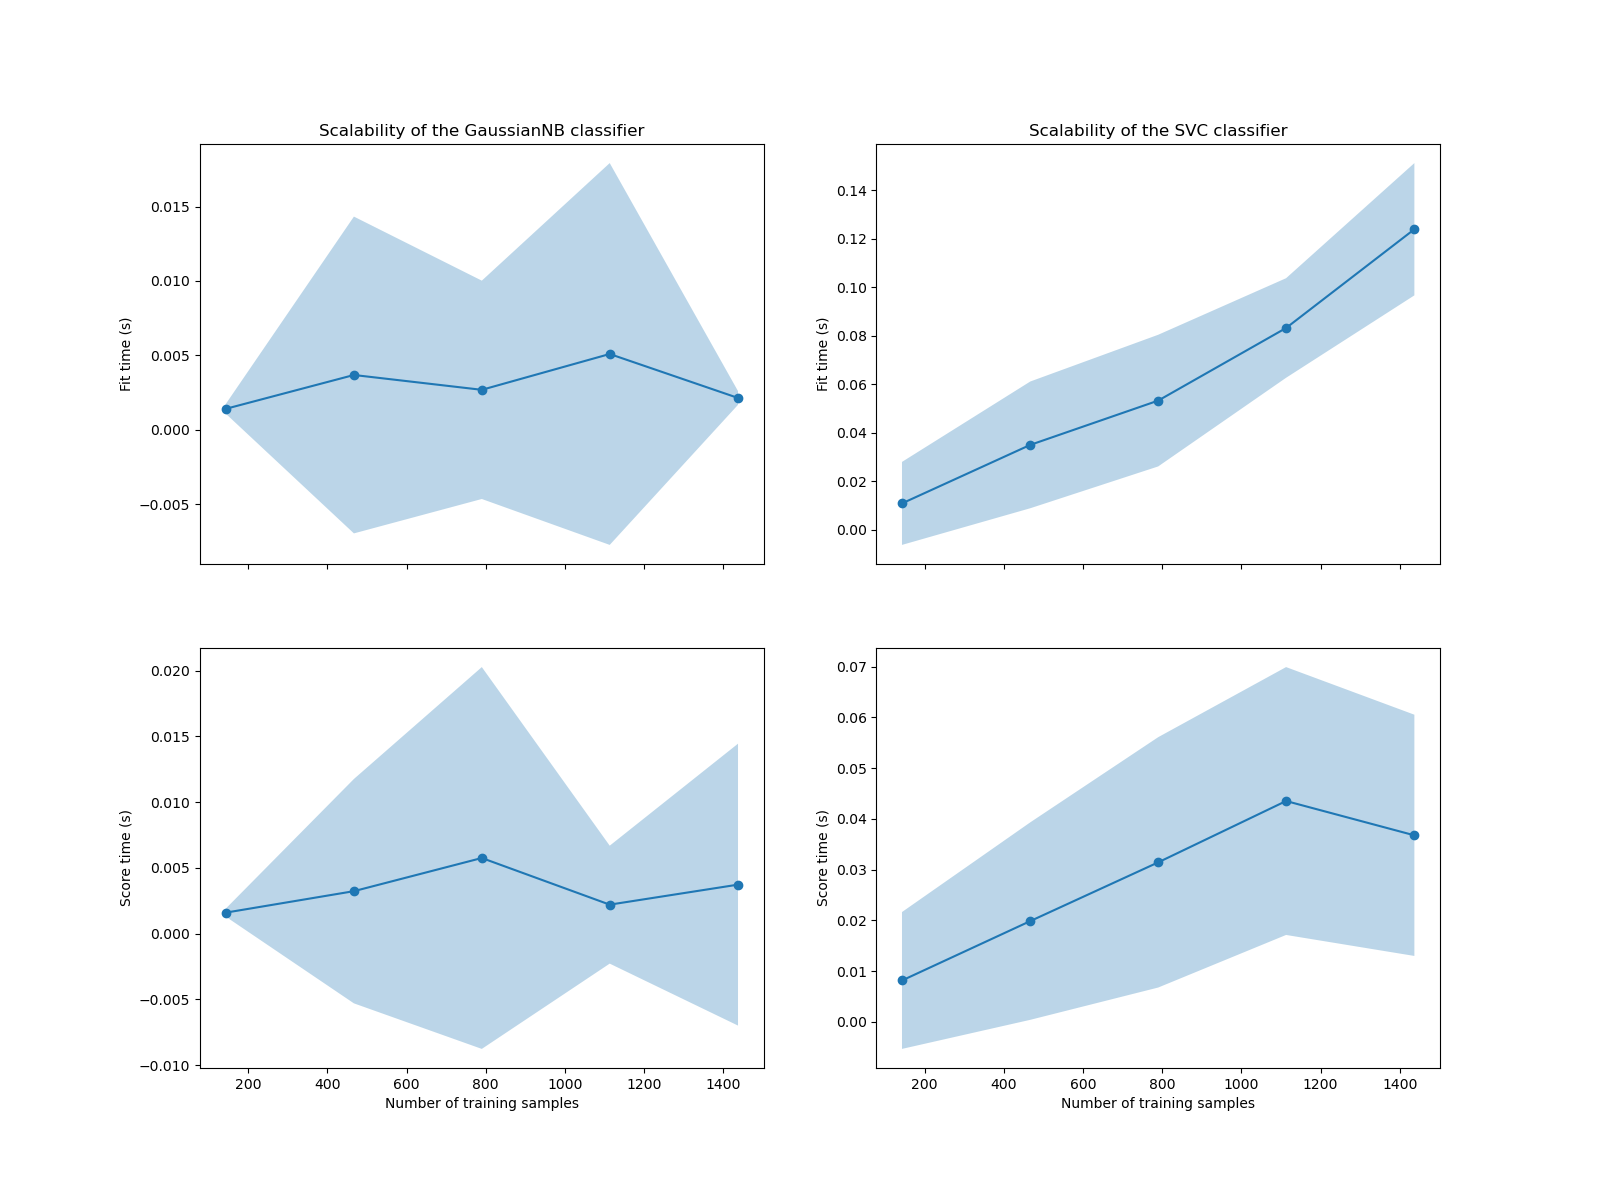 Scalability of the GaussianNB classifier
0.015
0.010
0.005
0.000
−0.005
Fit time (s)
Scalability of the SVC classifier
0.14
0.12
0.10
0.08
0.06
0.04
0.02
0.00
Fit time (s)
0.020
0.015
0.010
0.005
0.000
−0.005
−0.010
Score time (s)
200 400 600 800 1000 1200 1400
Number of training samples
0.07
0.06
0.05
0.04
0.03
0.02
0.01
0.00
Score time (s)
200 400 600 800 1000 1200 1400
Number of training samples